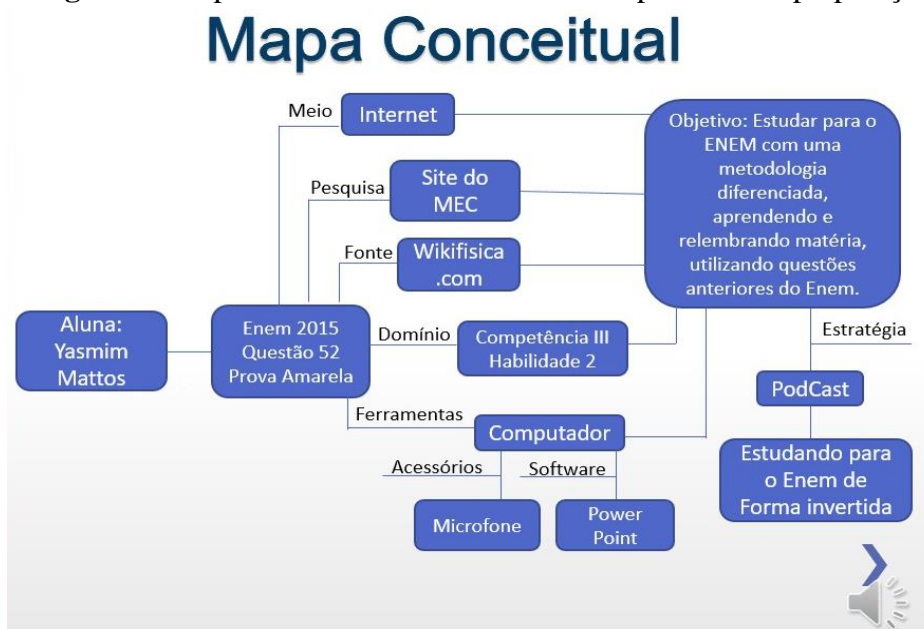 Mapa Conceitual
Meio
Internet
Pesquisa
Site do
MEC
Fonte
Wikifisica
.com
Objetivo: Estudar para o
ENEM com uma
metodologia
diferenciada,
aprendendo e
relembrando matéria,
utilizando questões
anteriores do Enem.
Aluna:
Yasmim
Mattos
Enem 2015
Questão 52
Prova Amarela
Domínio
Competência III
Habilidade 2
Estratégia
PodCast
Estudando para
o Enem de
Forma invertida
Ferramentas
Computador
Acessórios
Software
Microfone
Power
Point